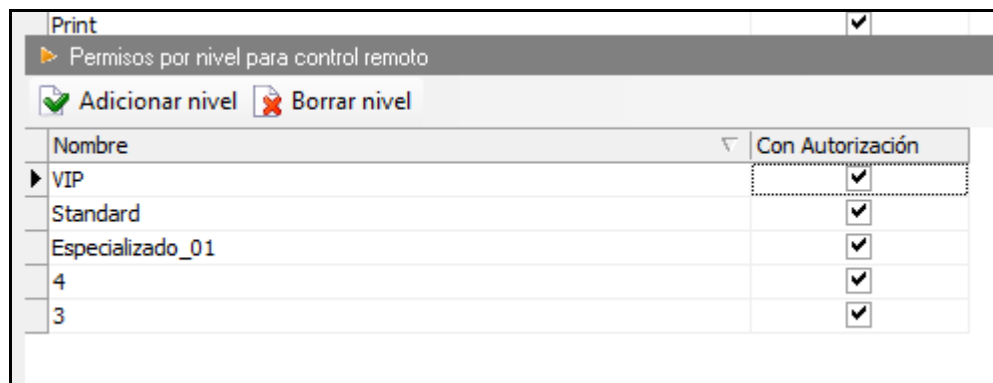 Print
Permisos por nivel para control remoto
Adicionar nivel Borrar nivel
Nombre Con Autorización
VIP
Standard
Especializado_01
4
3